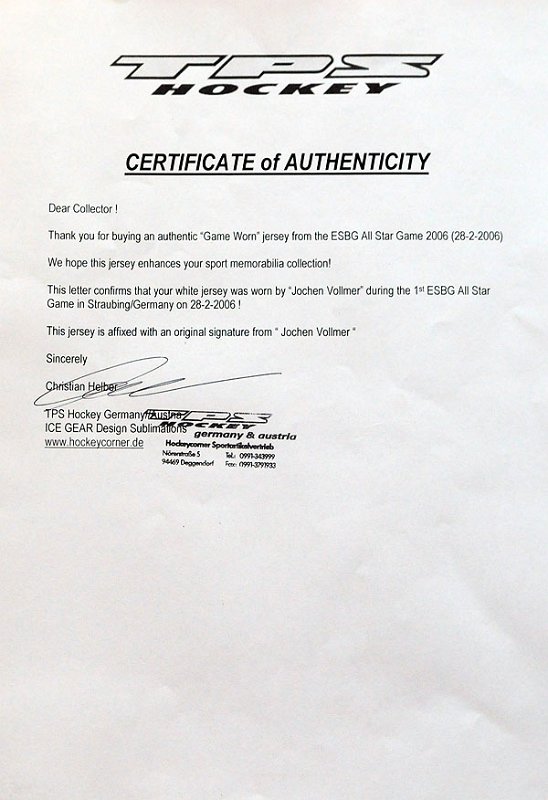 TPS
HOCKEY
CERTIFICATE of AUTHENTICITY
Dear Collector !
Thank you for buying an authentic “Game Worn” jersey from the ESBG All Star Game 2006 (28-2-2006)
We hope this jersey enhances your sport memorabilia collection!
This letter confirms that your white jersey was worn by “Jochen Vollmer” during the 1st ESBG All Star
Game in Straubing/Germany on 28-2-2006 !
This jersey is affixed with an original signature from “ Jochen Vollmer “
Sincerely
Christian Helber
TPS Hockey Germany/Austria
ICE GEAR Design Sublimations
www.hockeycorner.de
TPS
HOCKEY
germany & austria
Hockeycorner Sportartikelvertrieb
Nörerstraße 5 Tel.: 0991-343999
94469 Deggendorf Fax: 0991-3791933